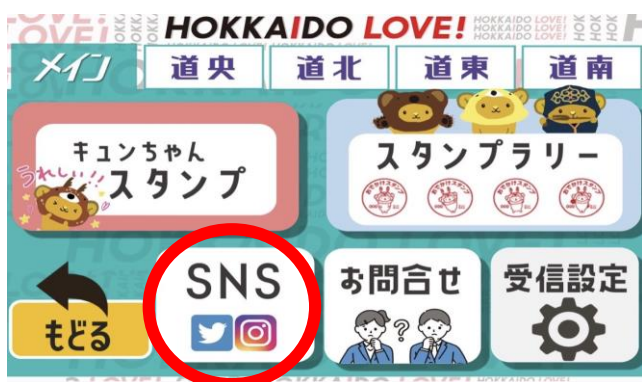 HOKKAIDO LOVE!
メイン 道央 道北 道東 道南
キュンちゃん
スタンプ
うれしい!!
スタンプラリー
もどる
SNS
お問合せ
?
受信設定